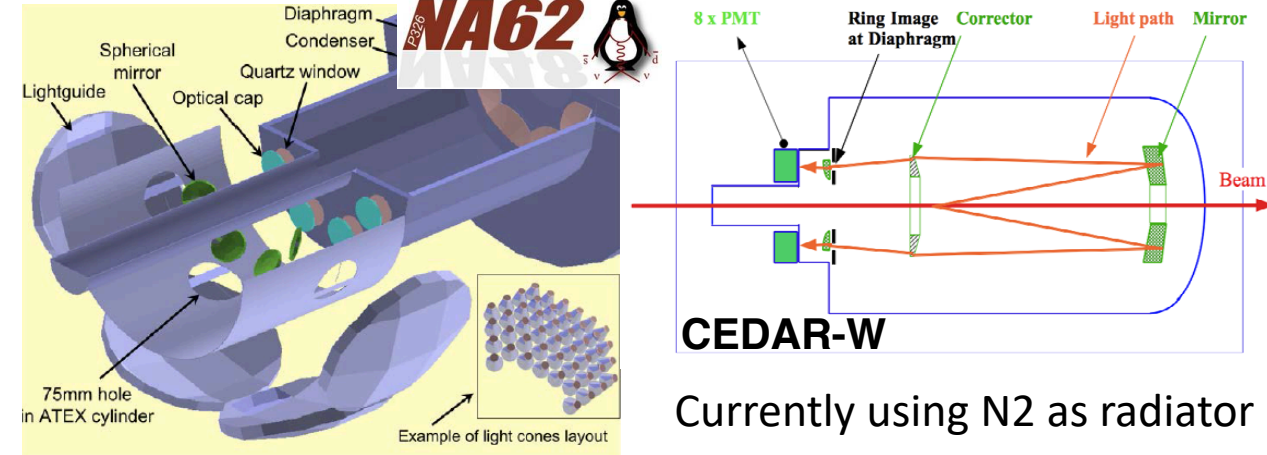 Diaphragm
Condenser
Spherical
mirror
Quartz window
Lightguide
Optical cap
75mm hole
in ATEX cylinder
Example of light cones layout
P326
NA62
NA48
s
d
ν
ν
8 x PMT
Ring Image
at Diaphragm
Corrector
Light path
Mirror
Beam
CEDAR-W
Currently using N2 as radiator